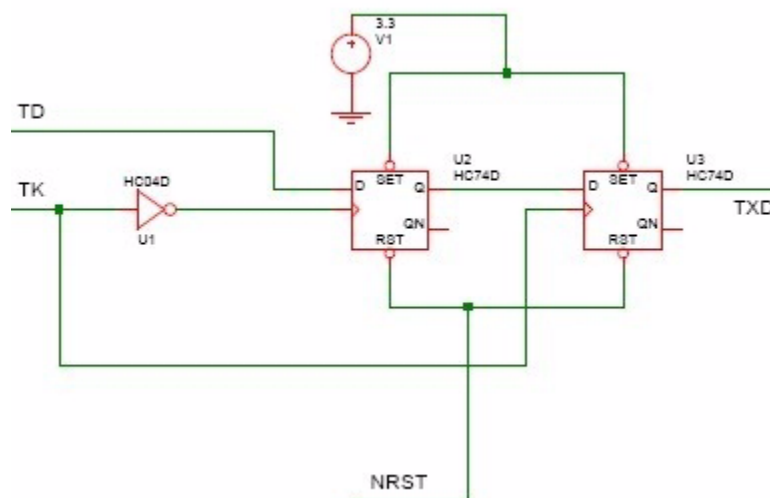 3.3
V1
TD
TK
HC04D
U1
U2
HC74D
D
SET
Q
QN
RST
U3
HC74D
D
SET
Q
QN
RST
TXD
NRST